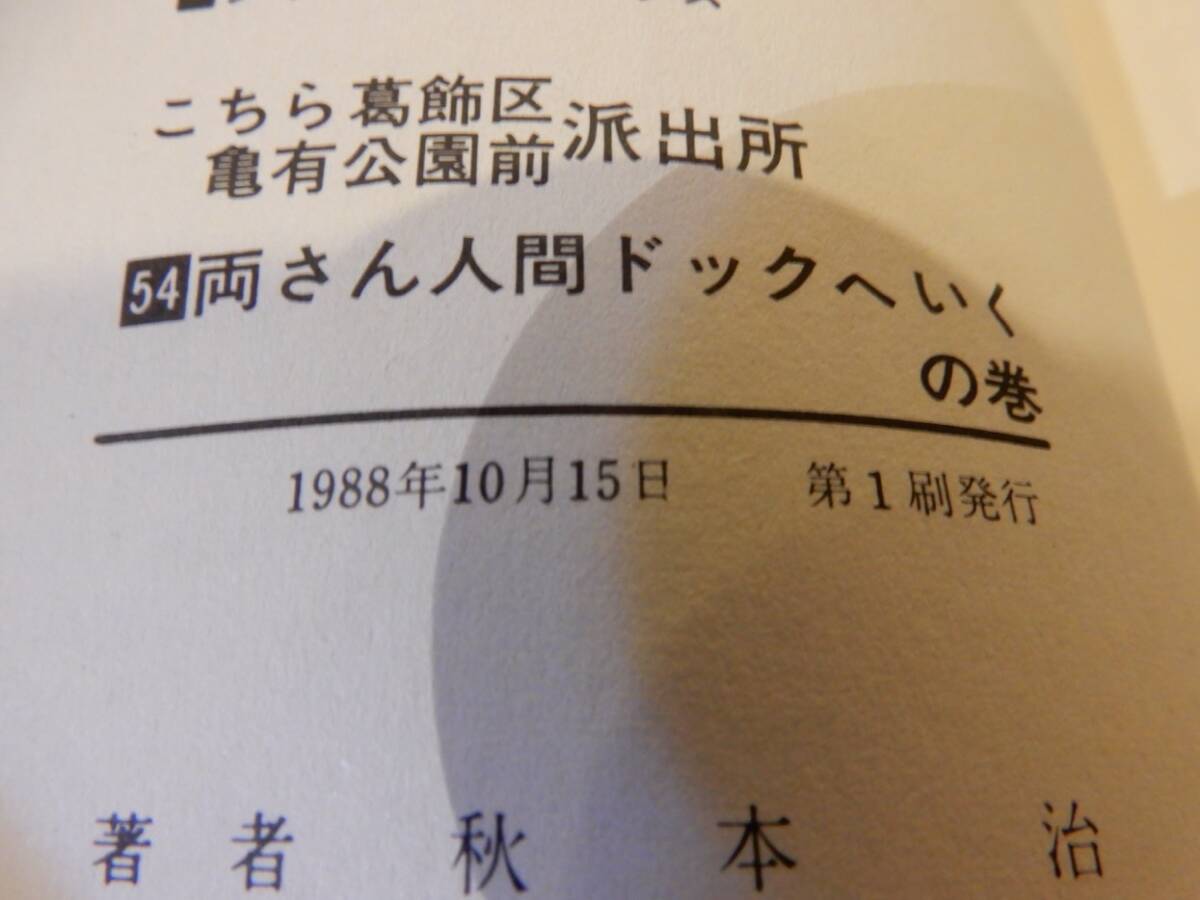 こちら葛飾区
亀有公園前派出所
54両さん人間ドックへいく
の巻
1988年10月15日 第1刷発行
著者 秋本治